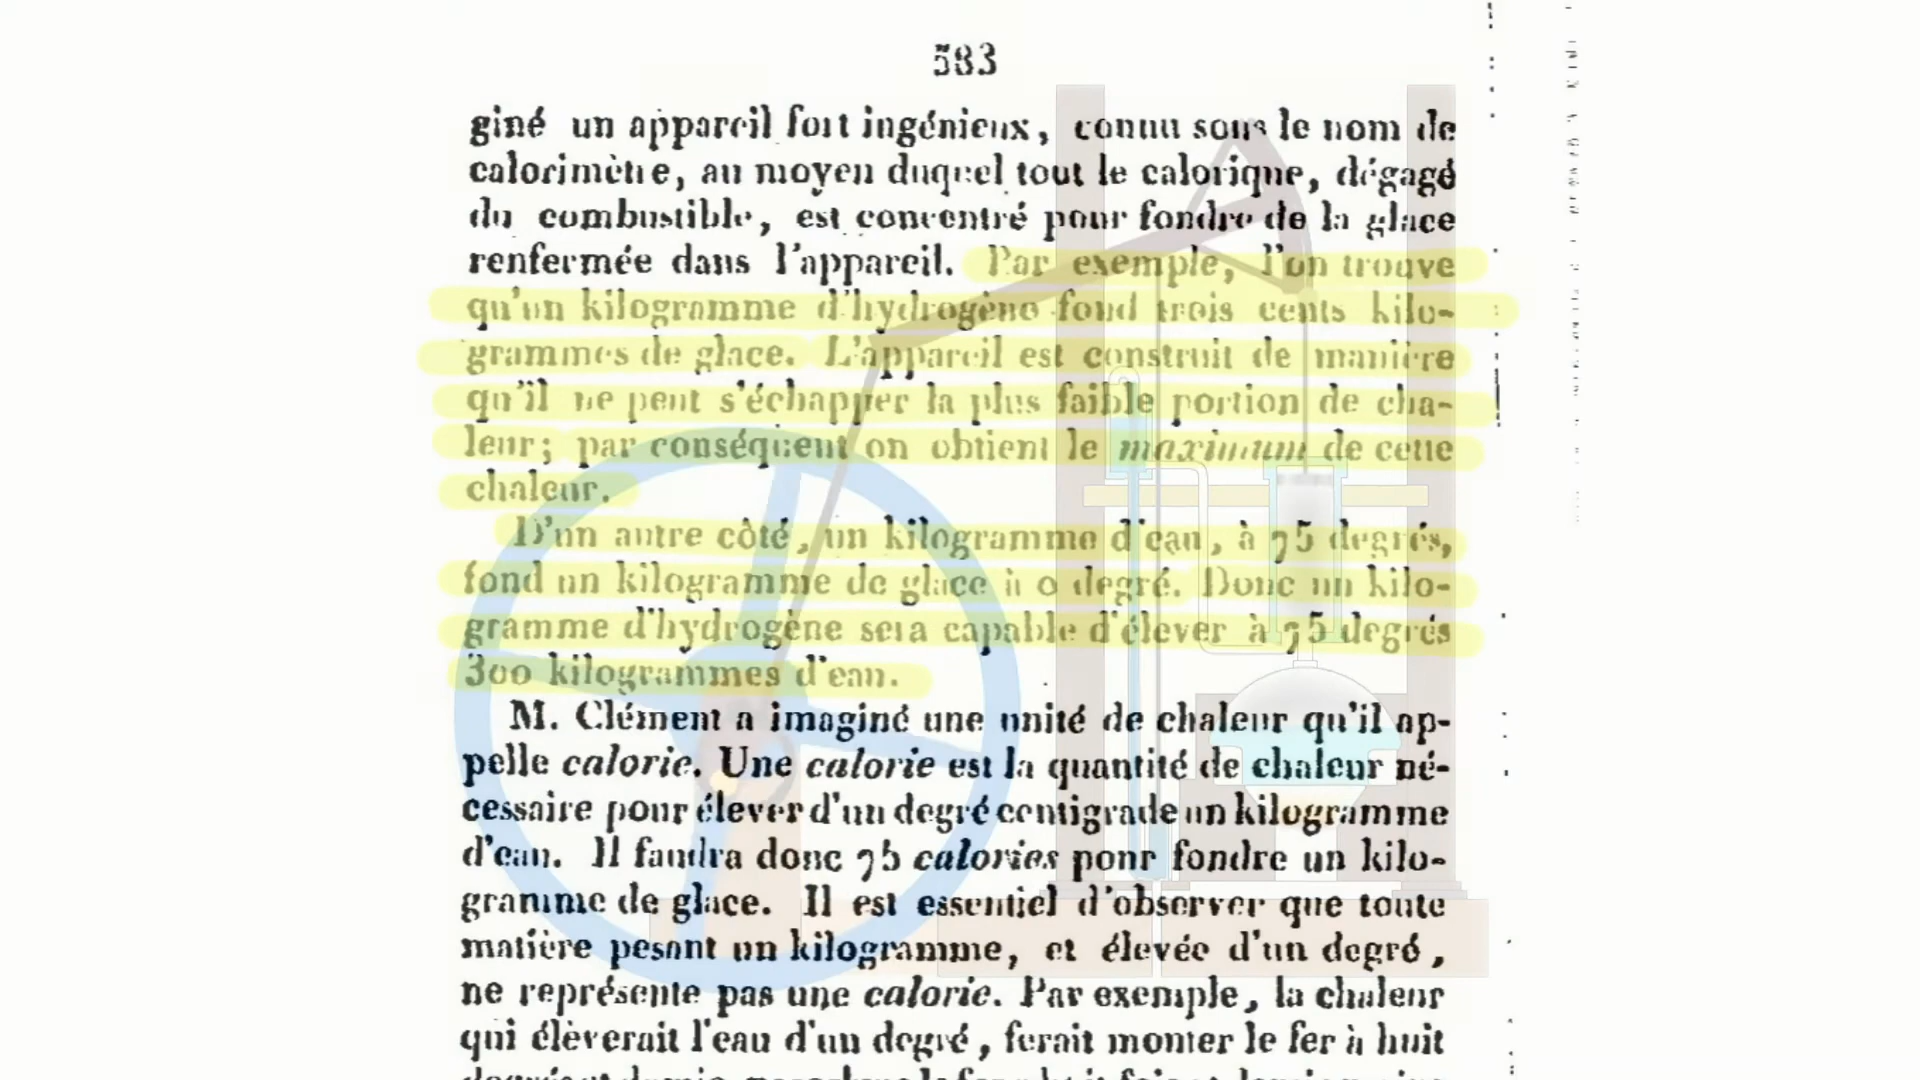 583
giné un appareil fort ingénieux, connu sous le nom de
calorimètre, au moyen duquel tout le calorique, dégagé
du combustible, est concentré pour fondre de la glace
renfermée dans l'appareil. Par exemple, l'on trouve
qu'un kilogramme d'hydrogène fond trois cents kilo-
grammes de glace. L'appareil est construit de manière
qu'il ne peut s'échapper la plus faible portion de cha-
leur; par conséquent on obtient le maximum de cette
chaleur.
D'un autre côté, un kilogramme d'eau, à 75 degrés,
fond un kilogramme de glace à 0 degré. Donc un kilo-
gramme d'hydrogène sera capable d'élever à 75 degrés
300 kilogrammes d'eau.
M. Clément a imaginé une unité de chaleur qu'il ap-
pelle calorie. Une calorie est la quantité de chaleur né-
cessaire pour élever d'un degré centigrade un kilogramme
d'eau. Il faudra donc 75 calories pour fondre un kilo-
gramme de glace. Il est essentiel d'observer que toute
matière pesant un kilogramme, et élevée d'un degré,
ne représente pas une calorie. Par exemple, la chaleur
qui élèverait l'eau d'un degré, ferait monter le fer à huit